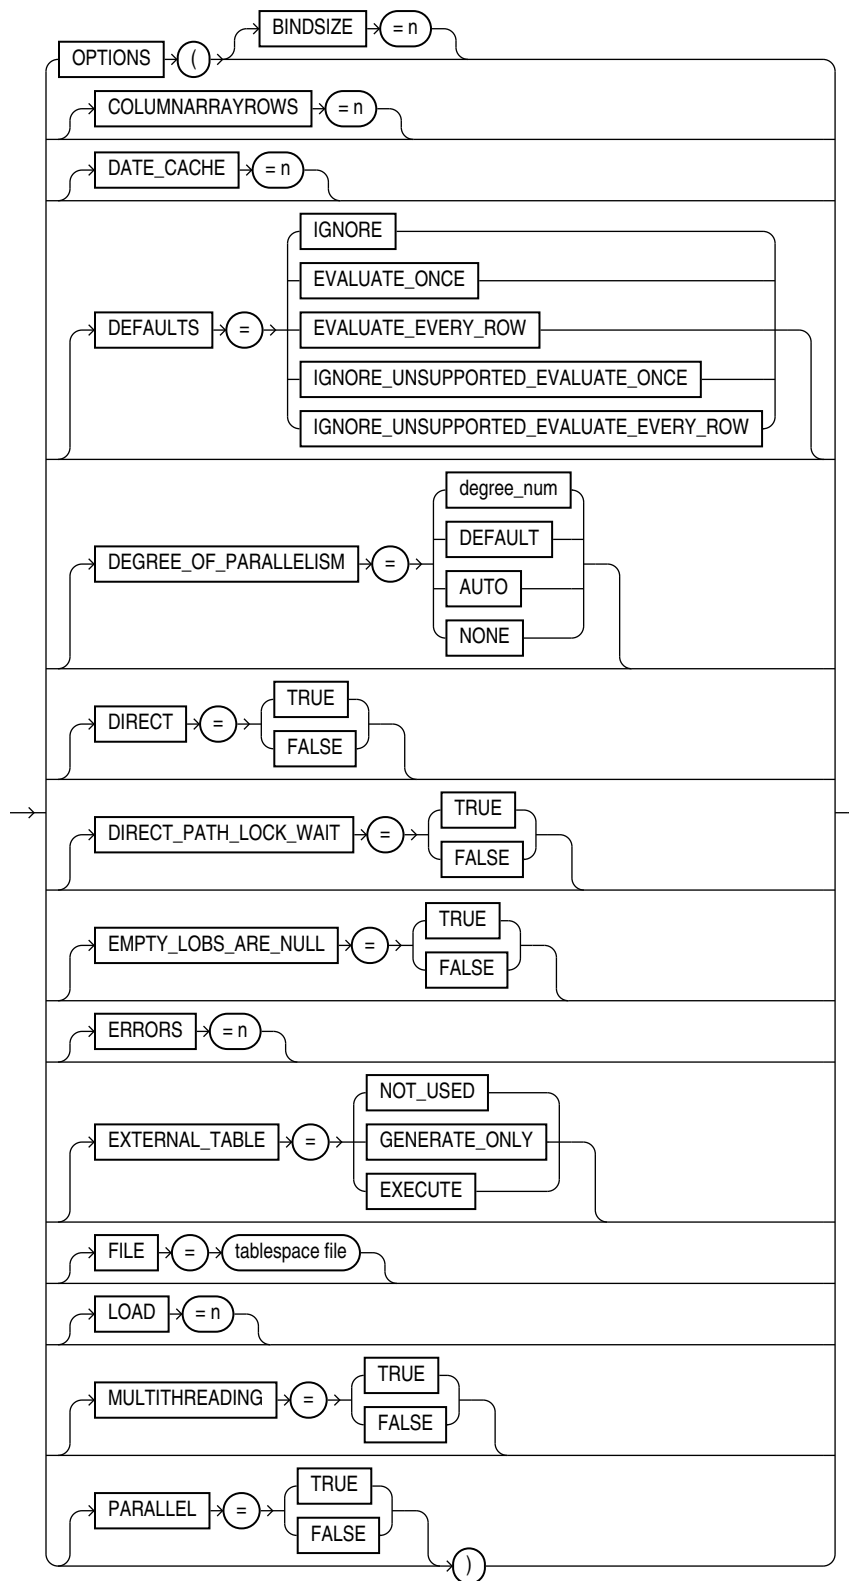 BINDSIZE = n
OPTIONS (
COLUMNARRAYROWS = n
DATE_CACHE = n
IGNORE
EVALUATE_ONCE
DEFAULTS = EVALUATE_EVERY_ROW
IGNORE_UNSUPPORTED_EVALUATE_ONCE
IGNORE_UNSUPPORTED_EVALUATE_EVERY_ROW
degree_num
DEFAULT
DEGREE_OF_PARALLELISM =
AUTO
NONE
TRUE
DIRECT =
FALSE
TRUE
DIRECT_PATH_LOCK_WAIT =
FALSE
TRUE
EMPTY_LOBS_ARE_NULL =
FALSE
ERRORS = n
NOT_USED
EXTERNAL_TABLE = GENERATE_ONLY
EXECUTE
FILE = tablespace file
LOAD = n
TRUE
MULTITHREADING =
FALSE
TRUE
PARALLEL =
FALSE
)